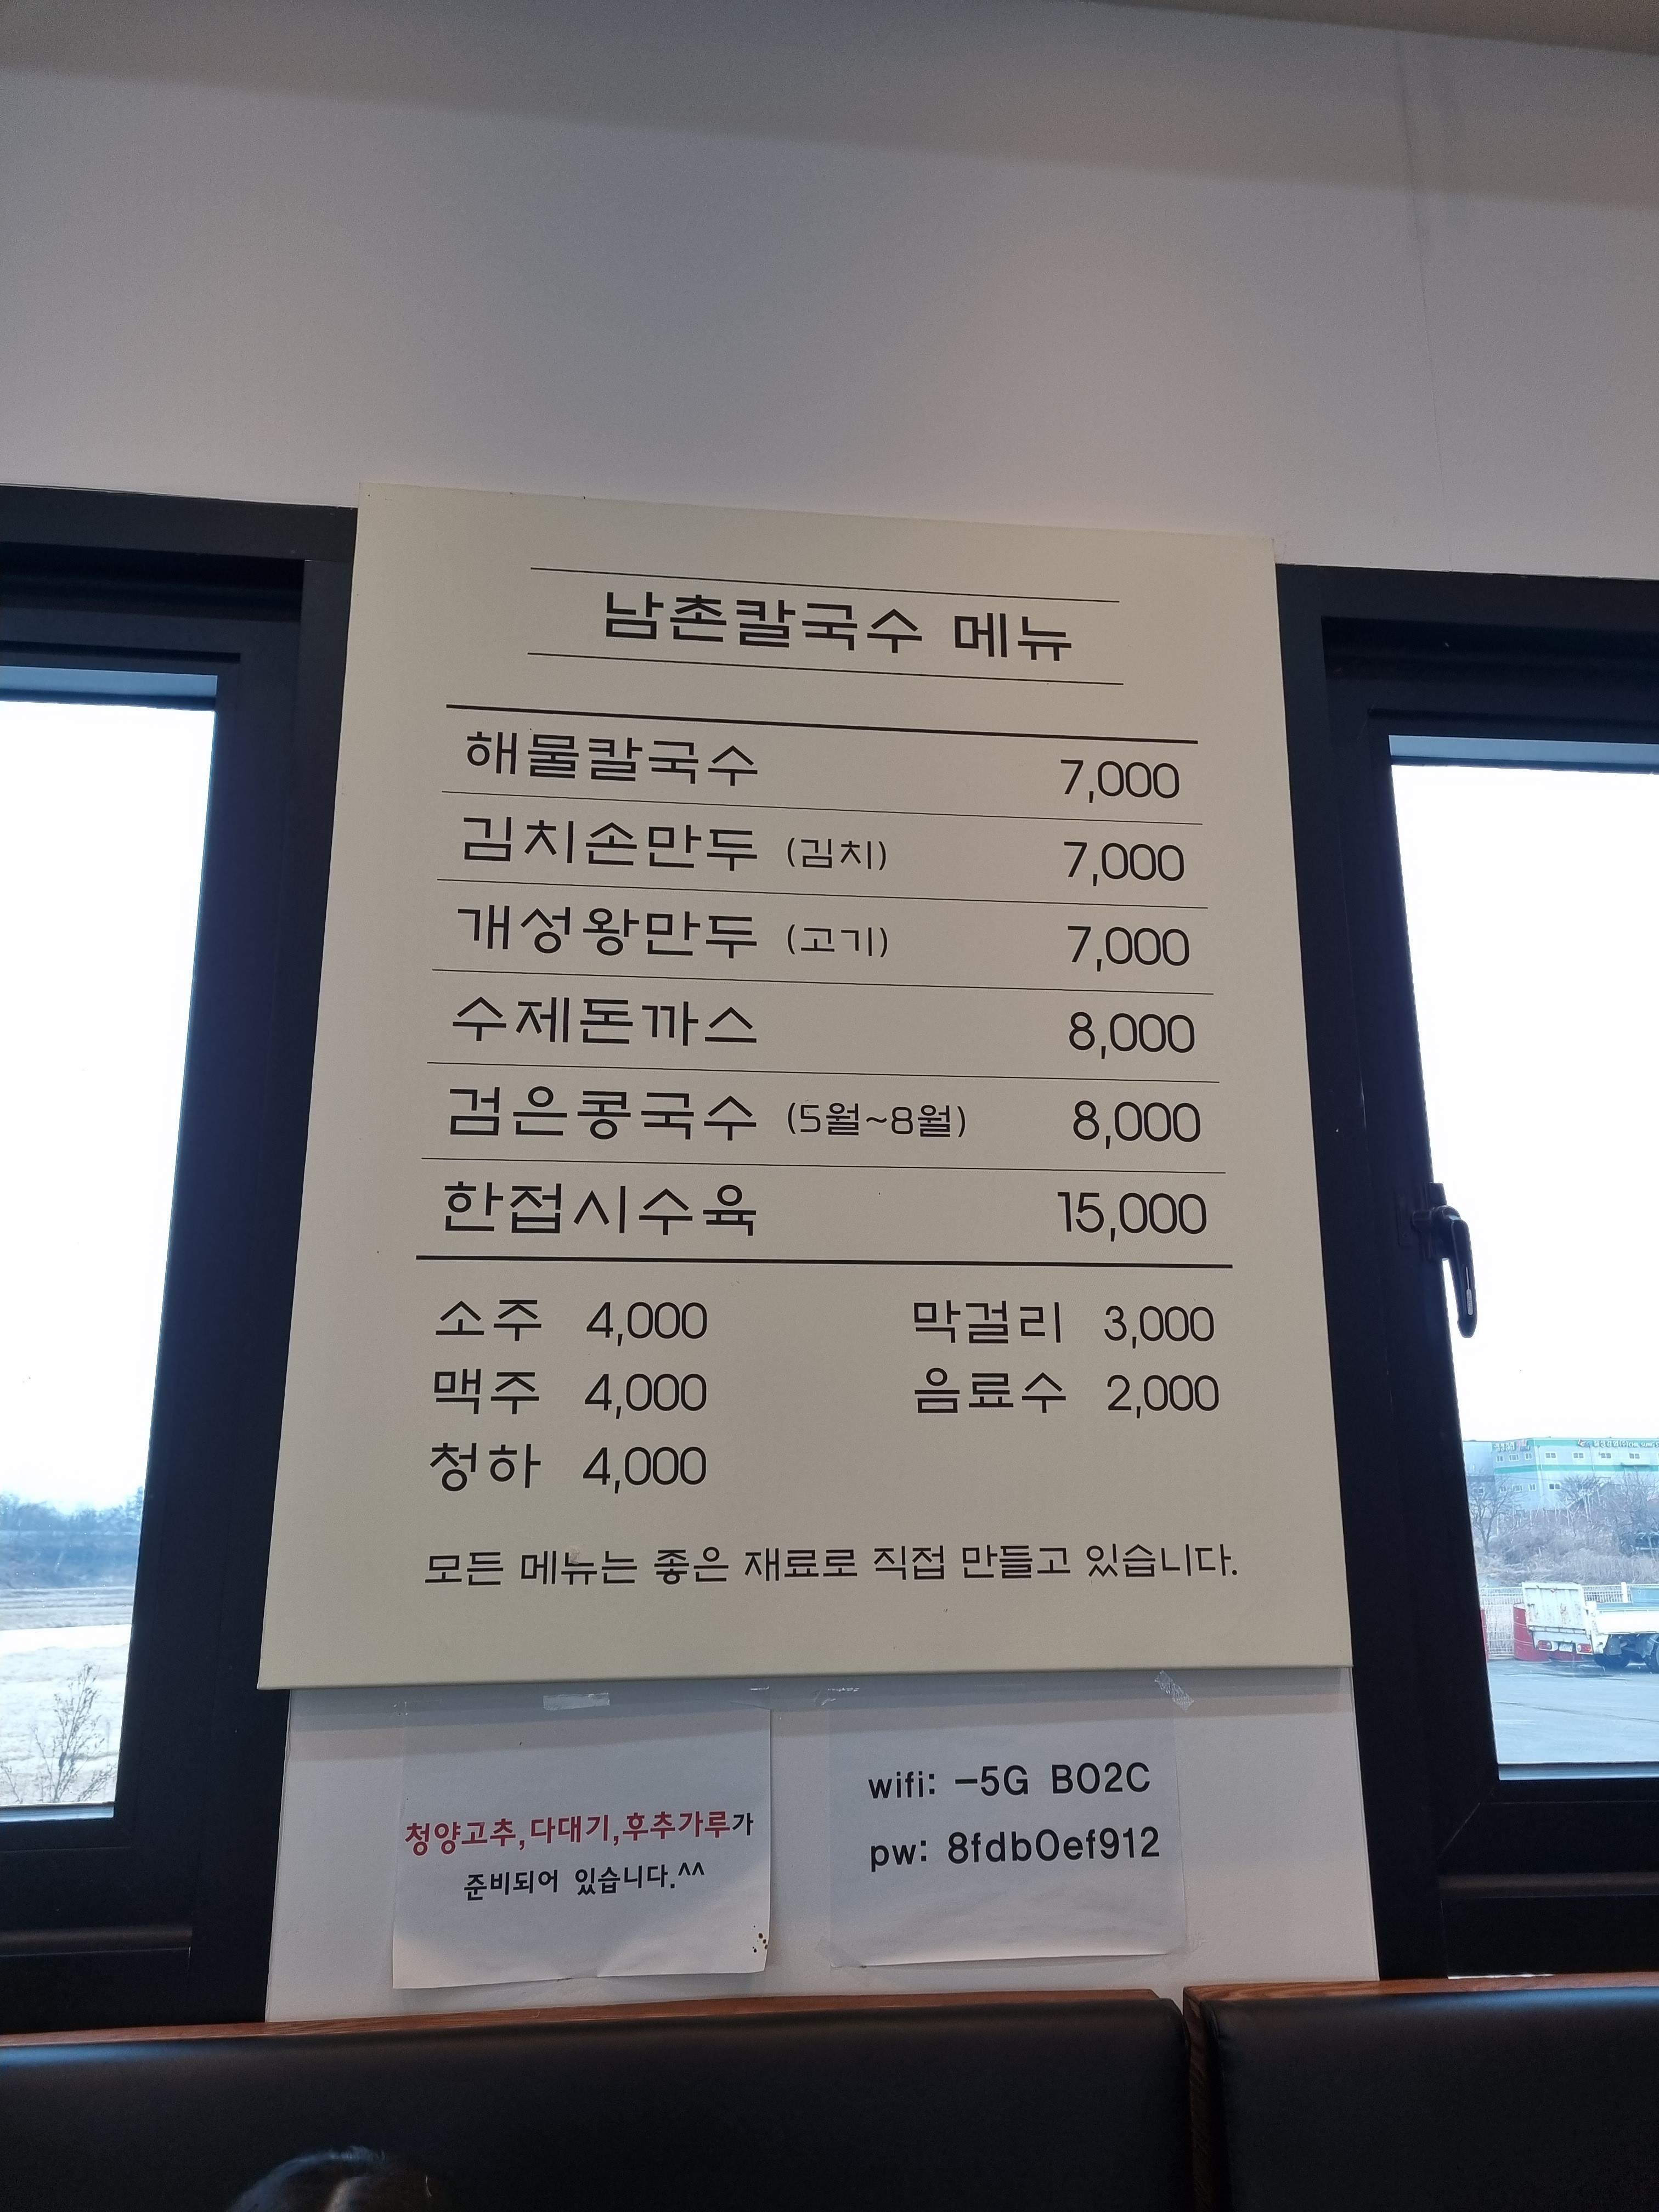 남촌칼국수 메뉴
해물칼국수 7,000
김치손만두 (김치) 7,000
개성왕만두 (고기) 7,000
수제돈까스 8,000
검은콩국수 (5월~8월) 8,000
한접시수육 15,000
소주 4,000 막걸리 3,000
맥주 4,000 음료수 2,000
청하 4,000
모든 메뉴는 좋은 재료로 직접 만들고 있습니다.
청양고추,다대기,후추가루가
준비되어 있습니다.^^
wifi: -5G B02C
pw: 8fdb0ef912